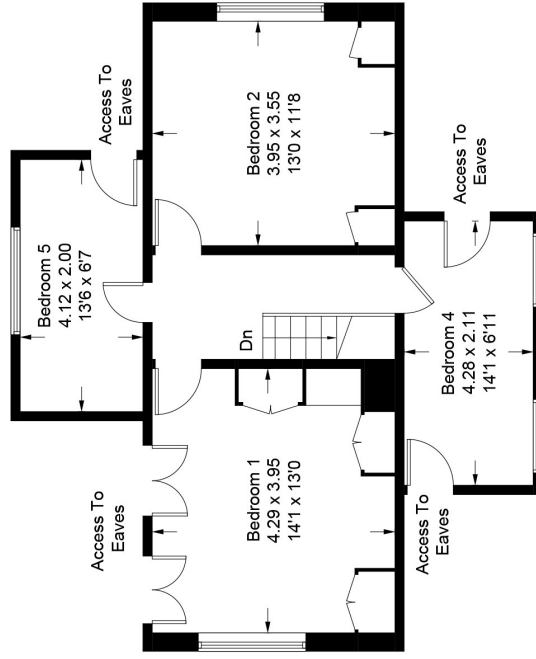 Access To
Eaves
Bedroom 5
4.12 x 2.00
13'6 x 6'7
Access To
Eaves
Bedroom 1
4.29 x 3.95
14'1 x 13'0
Dn
Bedroom 2
3.95 x 3.55
13'0 x 11'8
Access To
Eaves
Bedroom 4
4.28 x 2.11
14'1 x 6'11
Access To
Eaves